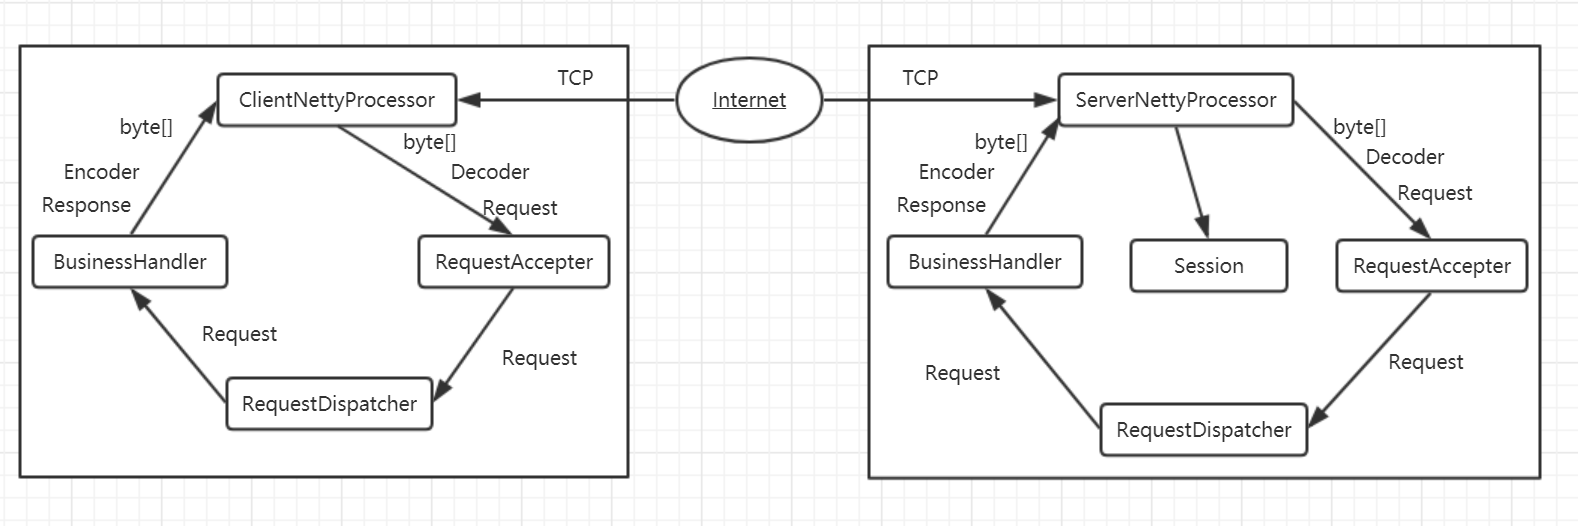 TCP
ClientNettyProcessor
byte[]
byte[]
Encoder
Decoder
Response
Request
BusinessHandler
RequestAccepter
Request
Request
RequestDispatcher
Internet
TCP
ServerNettyProcessor
byte[]
byte[]
Encoder
Decoder
Response
Request
BusinessHandler
Session
RequestAccepter
Request
Request
RequestDispatcher